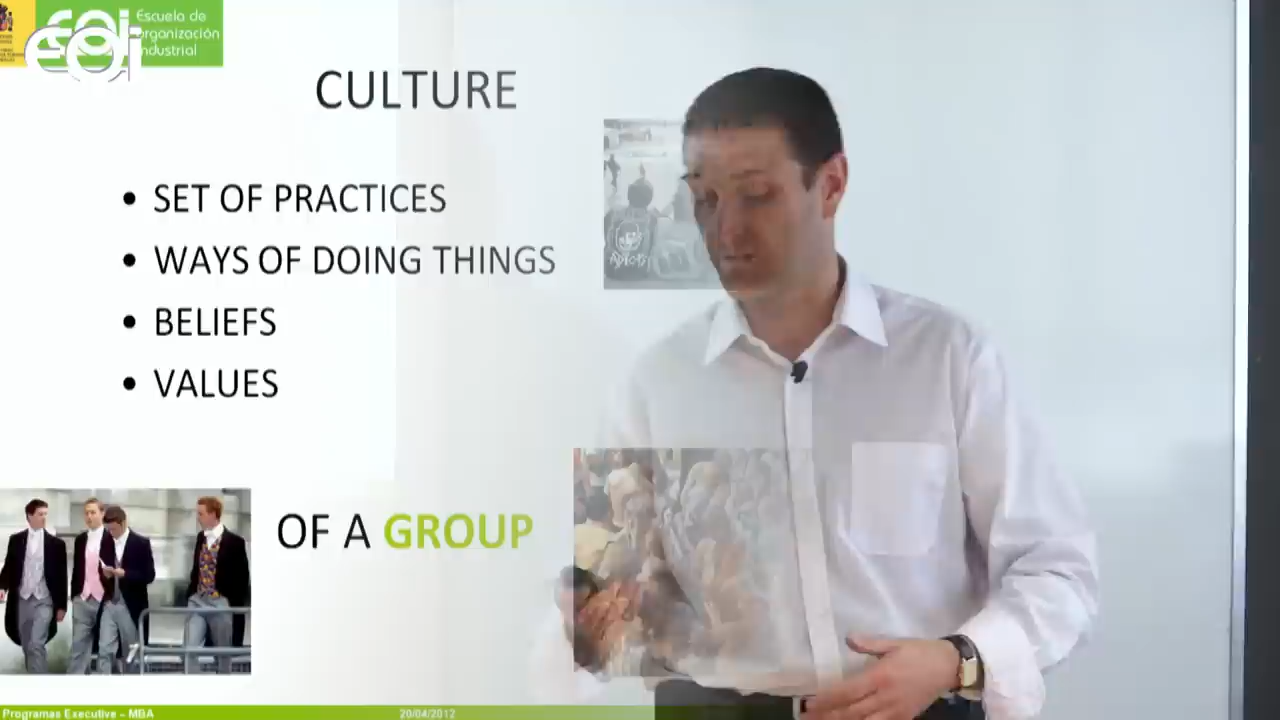 Escuela de
organización
industrial
eoi
CULTURE
• SET OF PRACTICES
• WAYS OF DOING THINGS
• BELIEFS
• VALUES
OF A GROUP
Programas Executive – MBA
20/04/2012